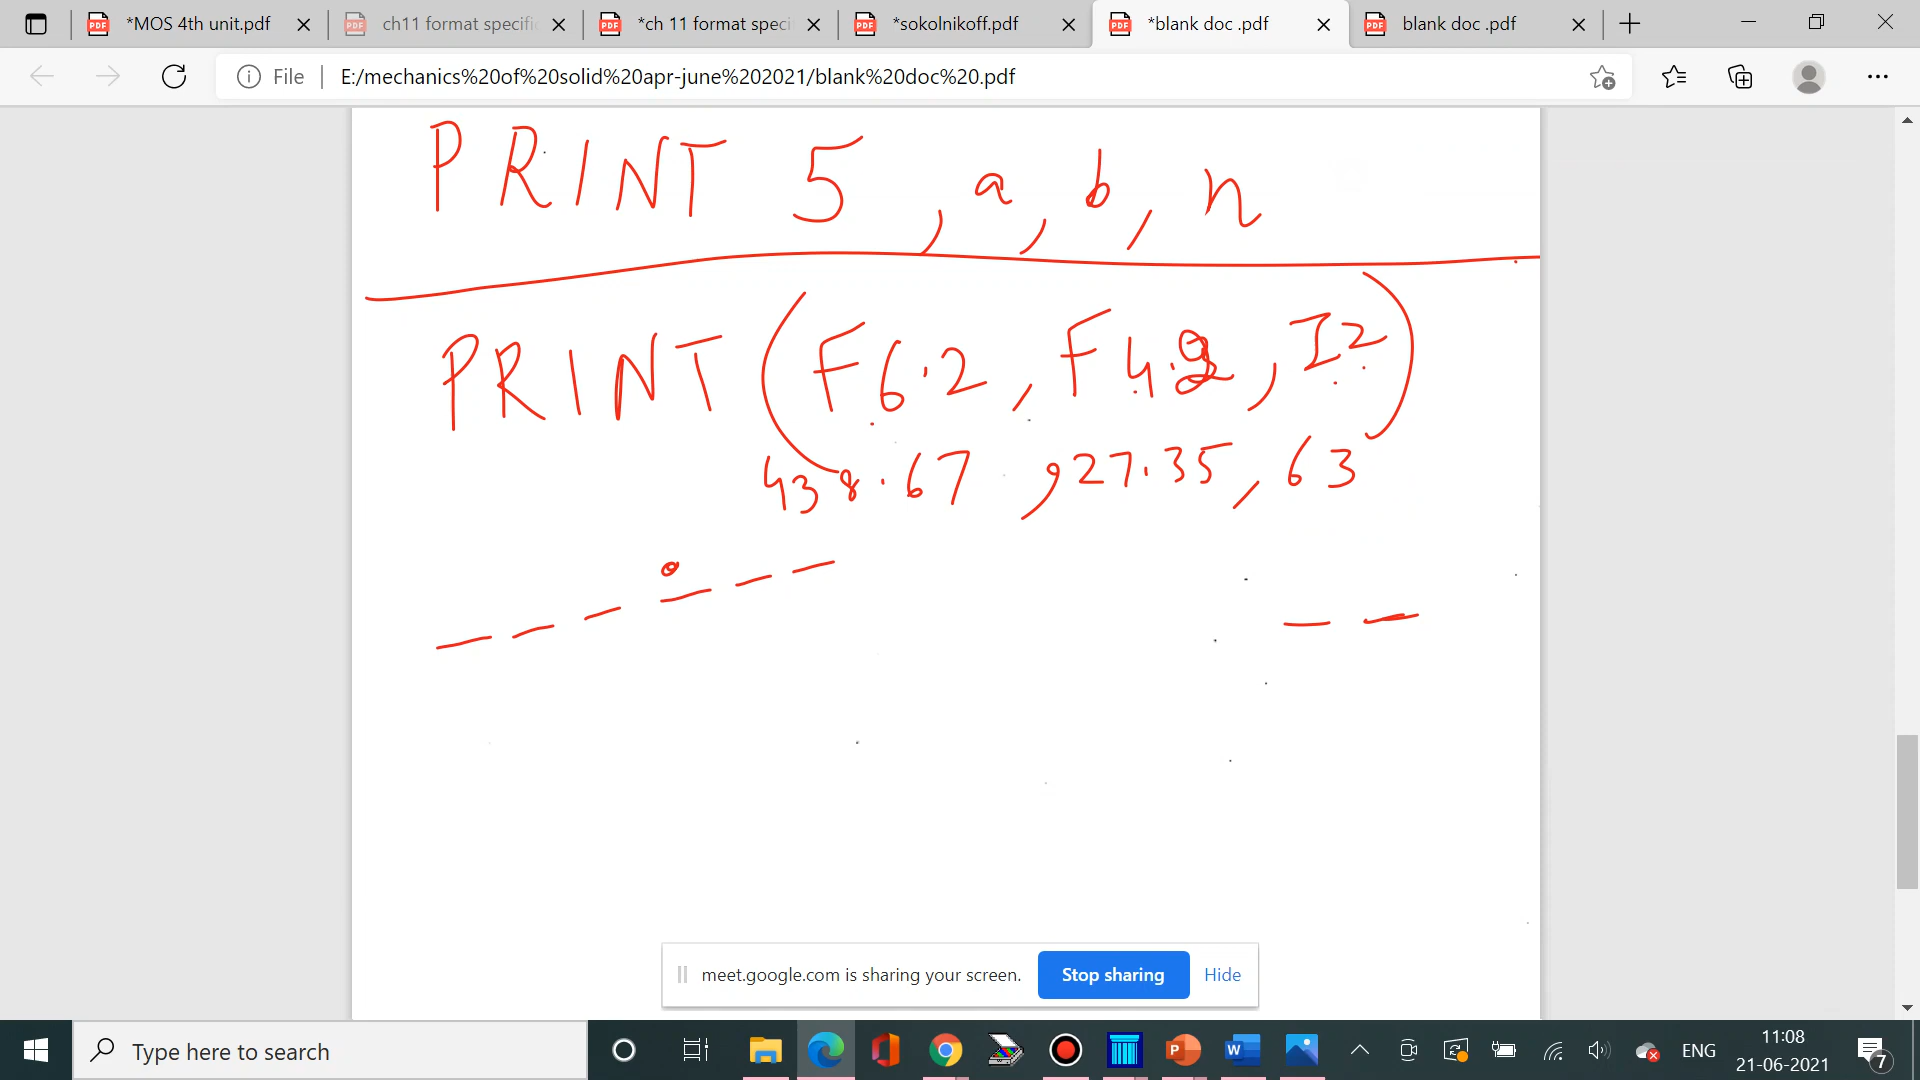 *MOS 4th unit.pdf
ch11 format specific
*ch 11 format speci
*sokolnikoff.pdf
*blank doc .pdf
blank doc .pdf
File E:/mechanics%20of%20solid%20apr-june%202021/blank%20doc%20.pdf
PRINT 5, a, b, n
PRINT (F6.2, F4.2, I2)
438.67, 27.35, 63
meet.google.com is sharing your screen. Stop sharing Hide
Type here to search
ENG
11:08
21-06-2021
7